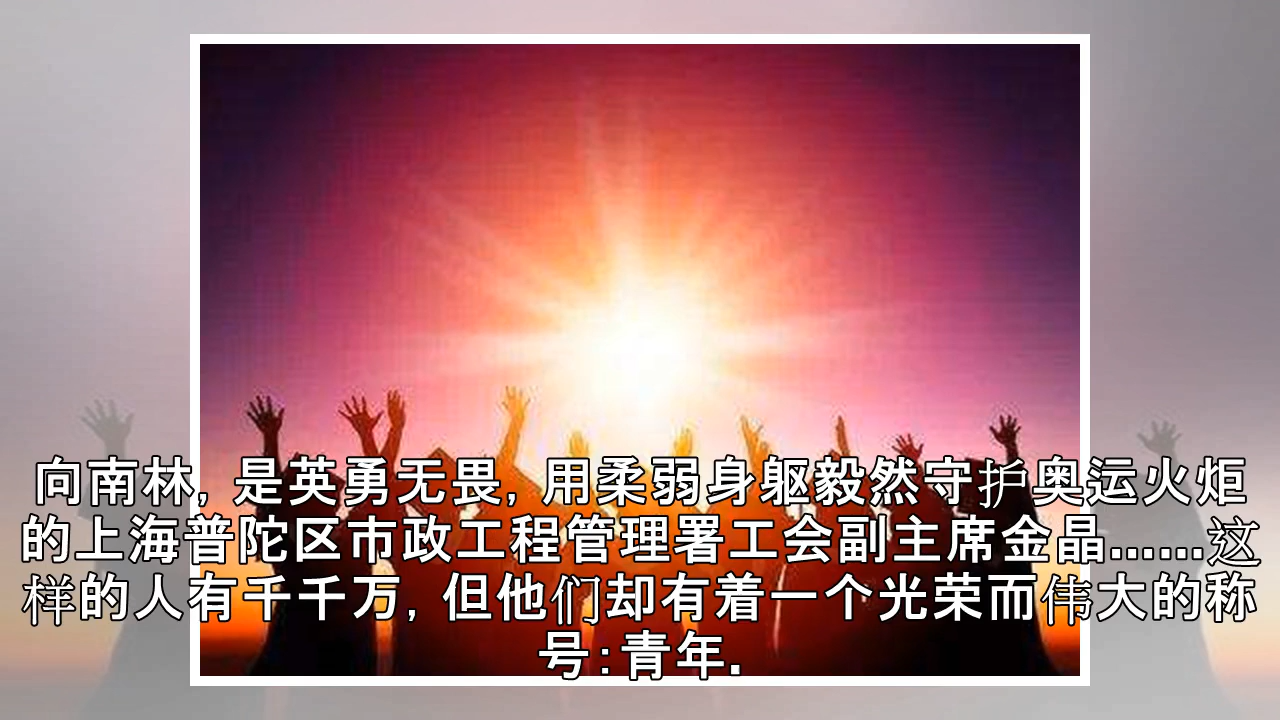 向南林, 是英勇无畏, 用柔弱身躯毅然守护奥运火炬
的上海普陀区市政工程管理署工会副主席金晶......这
样的人有千千万, 但他们却有着一个光荣而伟大的称
号:青年.